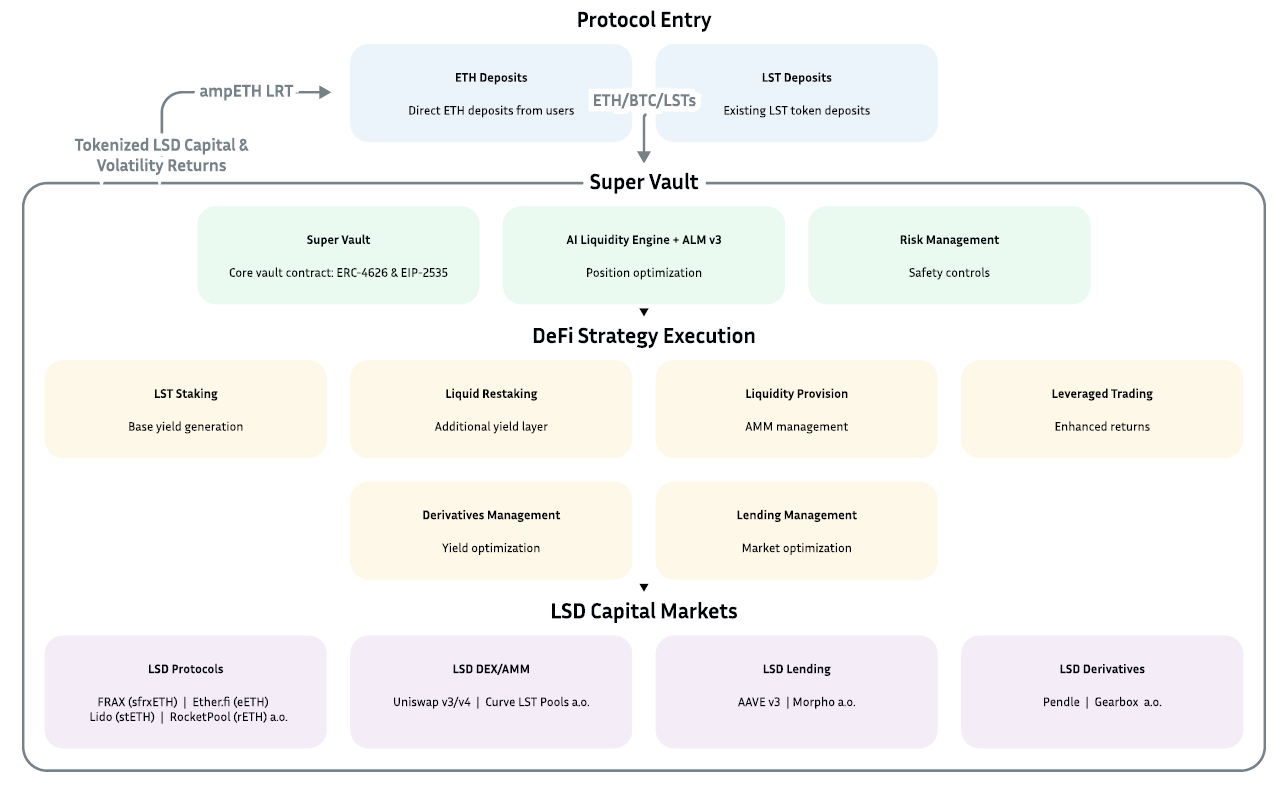 Protocol Entry
ETH Deposits
Direct ETH deposits from users
LST Deposits
Existing LST token deposits
ETH/BTC/LSTs
ampETH LRT
Tokenized LSD Capital &
Volatility Returns
Super Vault
Super Vault
Core vault contract: ERC-4626 & EIP-2535
AI Liquidity Engine + ALM v3
Position optimization
Risk Management
Safety controls
DeFi Strategy Execution
LST Staking
Base yield generation
Liquid Restaking
Additional yield layer
Liquidity Provision
AMM management
Leveraged Trading
Enhanced returns
Derivatives Management
Yield optimization
Lending Management
Market optimization
LSD Capital Markets
LSD Protocols
FRAX (sfrxETH) | Ether.fi (eETH)
Lido (stETH) | RocketPool (rETH) a.o.
LSD DEX/AMM
Uniswap v3/v4 | Curve LST Pools a.o.
LSD Lending
AAVE v3 | Morpho a.o.
LSD Derivatives
Pendle | Gearbox a.o.